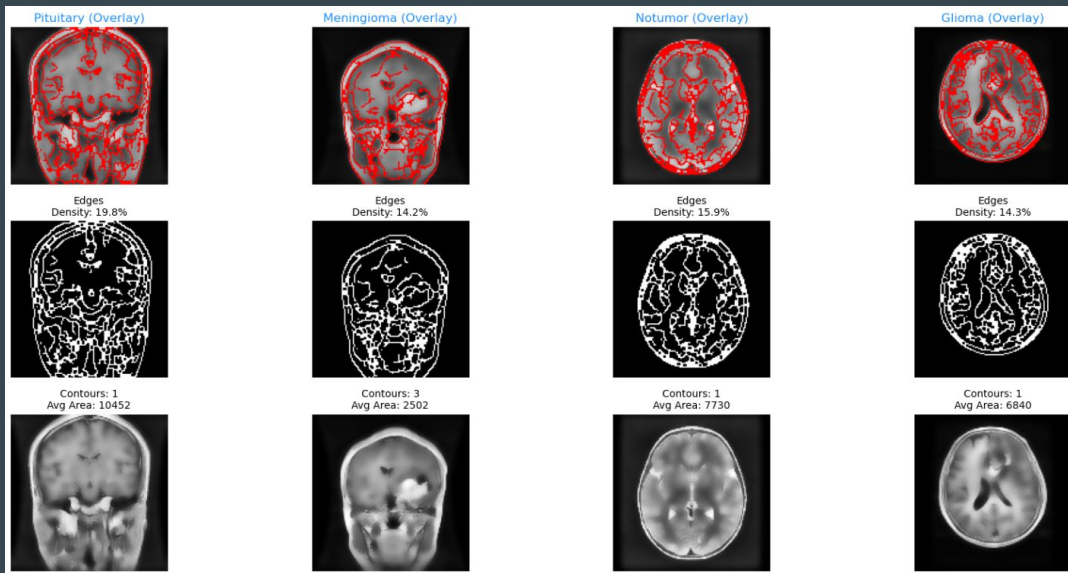 Pituitary (Overlay)
Meningioma (Overlay)
Notumor (Overlay)
Glioma (Overlay)
Edges
Density: 19.8%
Edges
Density: 14.2%
Edges
Density: 15.9%
Edges
Density: 14.3%
Contours: 1
Avg Area: 10452
Contours: 3
Avg Area: 2502
Contours: 1
Avg Area: 7730
Contours: 1
Avg Area: 6840